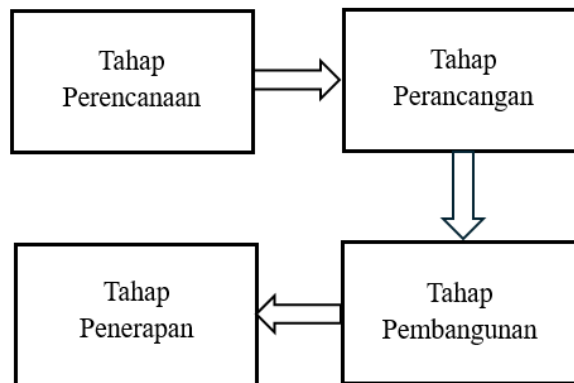 Tahap
Perencanaan
Tahap
Perancangan
Tahap
Pembangunan
Tahap
Penerapan